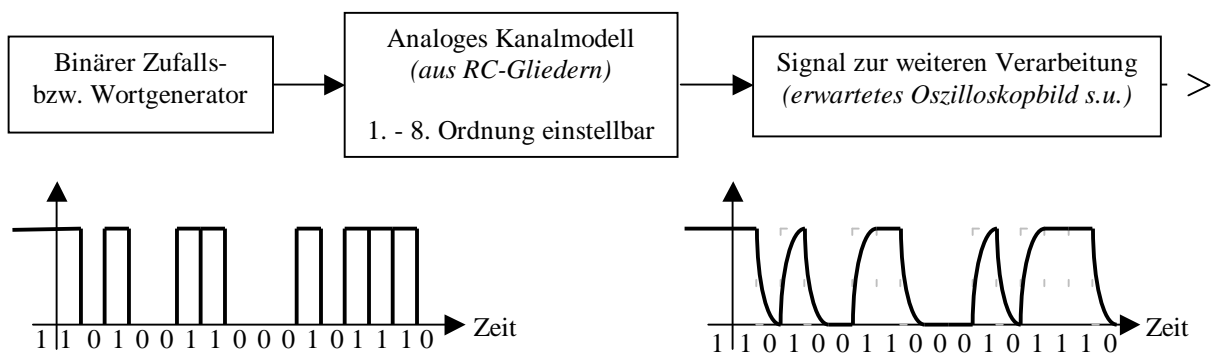 Binärer Zufalls-
bzw. Wortgenerator
Analoges Kanalmodell
(aus RC-Gliedern)
1. - 8. Ordnung einstellbar
Signal zur weiteren Verarbeitung
(erwartetes Oszilloskopbild s.u.)
>
Zeit
1 1 0 1 0 0 1 1 0 0 0 1 0 1 1 1 0
Zeit
1 1 0 1 0 0 1 1 0 0 0 1 0 1 1 1 0